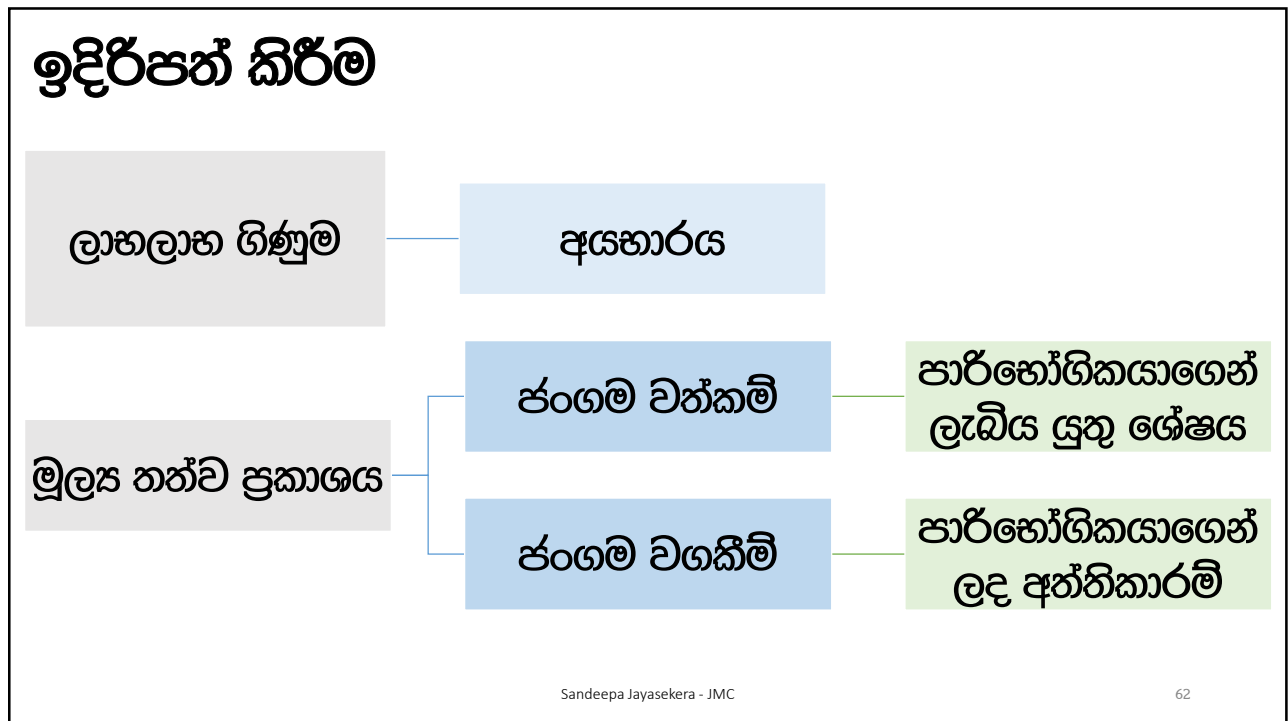 ඉදිරිපත් කිරීම
ලාභලාභ ගිණුම
අයභාරය
ජංගම වත්කම්
පාරිභෝගිකයාගෙන්
ලැබිය යුතු ශේෂය
මූල්‍ය තත්ව ප්‍රකාශය
ජංගම වගකීම්
පාරිභෝගිකයාගෙන්
ලද අත්තිකාරම්
Sandeepa Jayasekera - JMC
62